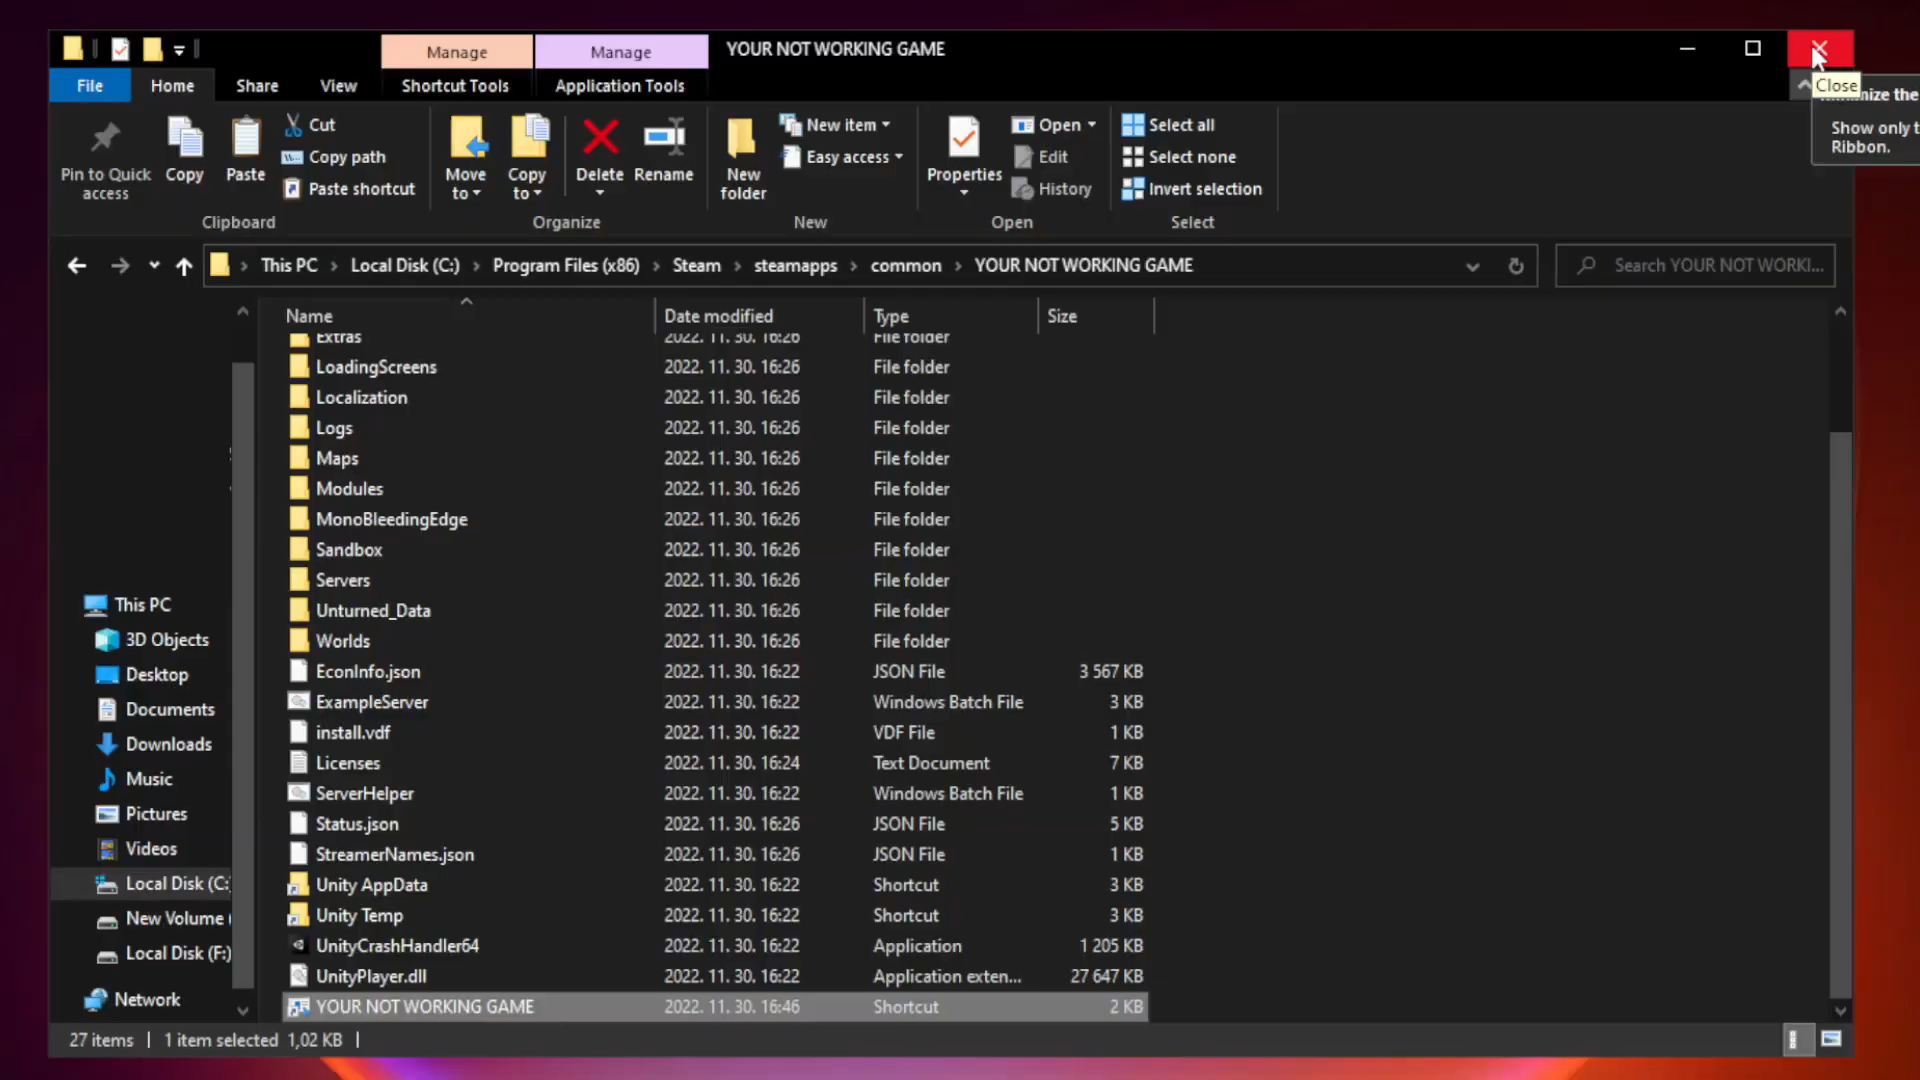 Manage
Manage
YOUR NOT WORKING GAME
Close
File
Home
Share
View
Shortcut Tools
Application Tools
Show only t
Ribbon.
Pin to Quick access
Copy
Paste
Cut
Copy path
Paste shortcut
Clipboard
Move to
Copy to
Delete
Rename
Organize
New folder
New item
Easy access
New
Properties
Open
Edit
History
Open
Select all
Select none
Invert selection
Select
This PC
Local Disk (C:)
Program Files (x86)
Steam
steamapps
common
YOUR NOT WORKING GAME
Search YOUR NOT WORKI...
Name Date modified Type Size
Extras 2022. 11. 30. 16:26 File folder
LoadingScreens 2022. 11. 30. 16:26 File folder
Localization 2022. 11. 30. 16:26 File folder
Logs 2022. 11. 30. 16:26 File folder
Maps 2022. 11. 30. 16:26 File folder
Modules 2022. 11. 30. 16:26 File folder
MonoBleedingEdge 2022. 11. 30. 16:26 File folder
Sandbox 2022. 11. 30. 16:26 File folder
Servers 2022. 11. 30. 16:26 File folder
Unturned_Data 2022. 11. 30. 16:26 File folder
Worlds 2022. 11. 30. 16:26 File folder
EconInfo.json 2022. 11. 30. 16:22 JSON File 3 567 KB
ExampleServer 2022. 11. 30. 16:22 Windows Batch File 3 KB
install.vdf 2022. 11. 30. 16:22 VDF File 1 KB
Licenses 2022. 11. 30. 16:24 Text Document 7 KB
ServerHelper 2022. 11. 30. 16:22 Windows Batch File 1 KB
Status.json 2022. 11. 30. 16:26 JSON File 5 KB
StreamerNames.json 2022. 11. 30. 16:26 JSON File 1 KB
Unity AppData 2022. 11. 30. 16:22 Shortcut 3 KB
Unity Temp 2022. 11. 30. 16:22 Shortcut 3 KB
UnityCrashHandler64 2022. 11. 30. 16:22 Application 1 205 KB
UnityPlayer.dll 2022. 11. 30. 16:22 Application exten... 27 647 KB
YOUR NOT WORKING GAME 2022. 11. 30. 16:46 Shortcut 2 KB
This PC
3D Objects
Desktop
Documents
Downloads
Music
Pictures
Videos
Local Disk (C:
New Volume (
Local Disk (F:)
Network
27 items
1 item selected 1,02 KB